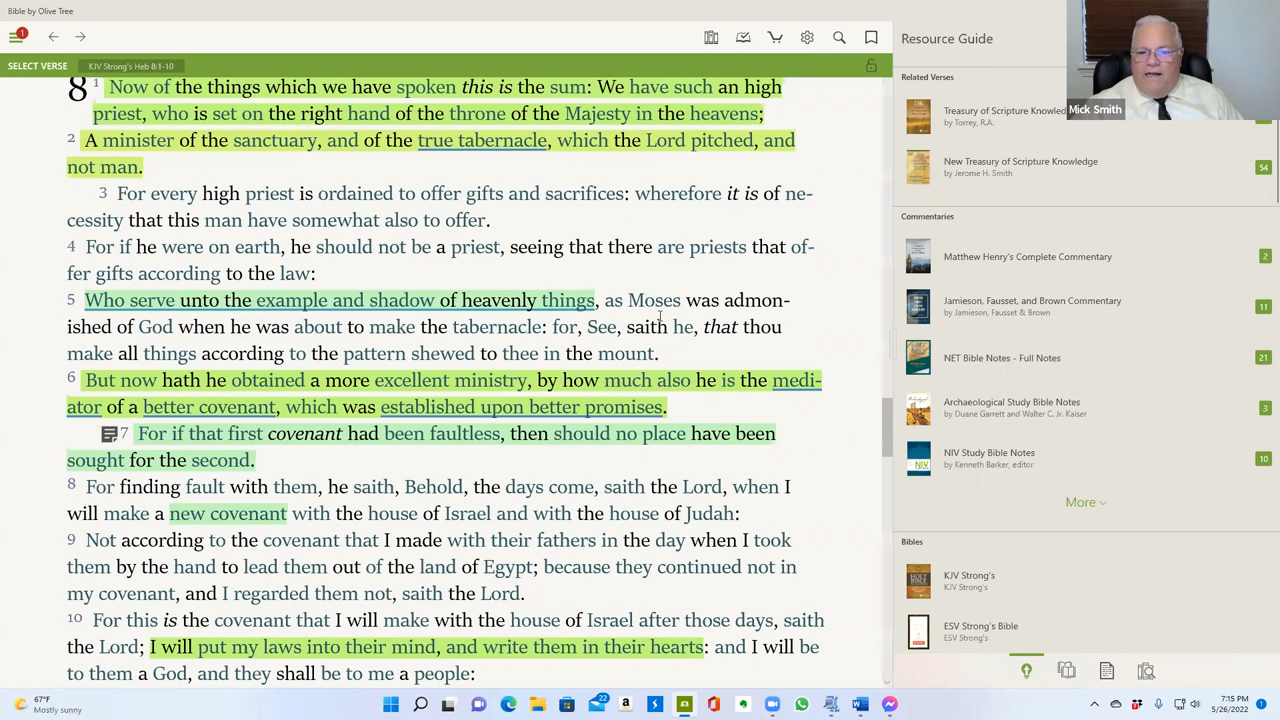 Bible by Olive Tree
1
Resource Guide
SELECT VERSE
KJV Strong's Heb 8:1-10
8 1 Now of the things which we have spoken this is the sum: We have such an high
priest, who is set on the right hand of the throne of the Majesty in the heavens;
2 A minister of the sanctuary, and of the true tabernacle, which the Lord pitched, and
not man.
3 For every high priest is ordained to offer gifts and sacrifices: wherefore it is of ne-
cessity that this man have somewhat also to offer.
4 For if he were on earth, he should not be a priest, seeing that there are priests that of-
fer gifts according to the law:
5 Who serve unto the example and shadow of heavenly things, as Moses was admon-
ished of God when he was about to make the tabernacle: for, See, saith he, that thou
make all things according to the pattern shewed to thee in the mount.
6 But now hath he obtained a more excellent ministry, by how much also he is the medi-
ator of a better covenant, which was established upon better promises.
7 For if that first covenant had been faultless, then should no place have been
sought for the second.
8 For finding fault with them, he saith, Behold, the days come, saith the Lord, when I
will make a new covenant with the house of Israel and with the house of Judah:
9 Not according to the covenant that I made with their fathers in the day when I took
them by the hand to lead them out of the land of Egypt; because they continued not in
my covenant, and I regarded them not, saith the Lord.
10 For this is the covenant that I will make with the house of Israel after those days, saith
the Lord; I will put my laws into their mind, and write them in their hearts: and I will be
to them a God, and they shall be to me a people:
Related Verses
Treasury of Scripture Knowled
by Torrey, R.A.
Mick Smith
New Treasury of Scripture Knowledge
by Jerome H. Smith
54
Commentaries
Matthew Henry's Complete Commentary
2
Jamieson, Fausset, and Brown Commentary
by Jamieson, Fausset & Brown
11
NET Bible Notes - Full Notes
21
Archaeological Study Bible Notes
by Duane Garrett and Walter C. Jr. Kaiser
3
NIV Study Bible Notes
by Kenneth Barker, editor
10
More
Bibles
KJV Strong's
KJV Strong's
ESV Strong's Bible
ESV Strong's
67°F
Mostly sunny
22
7:15 PM
5/26/2022